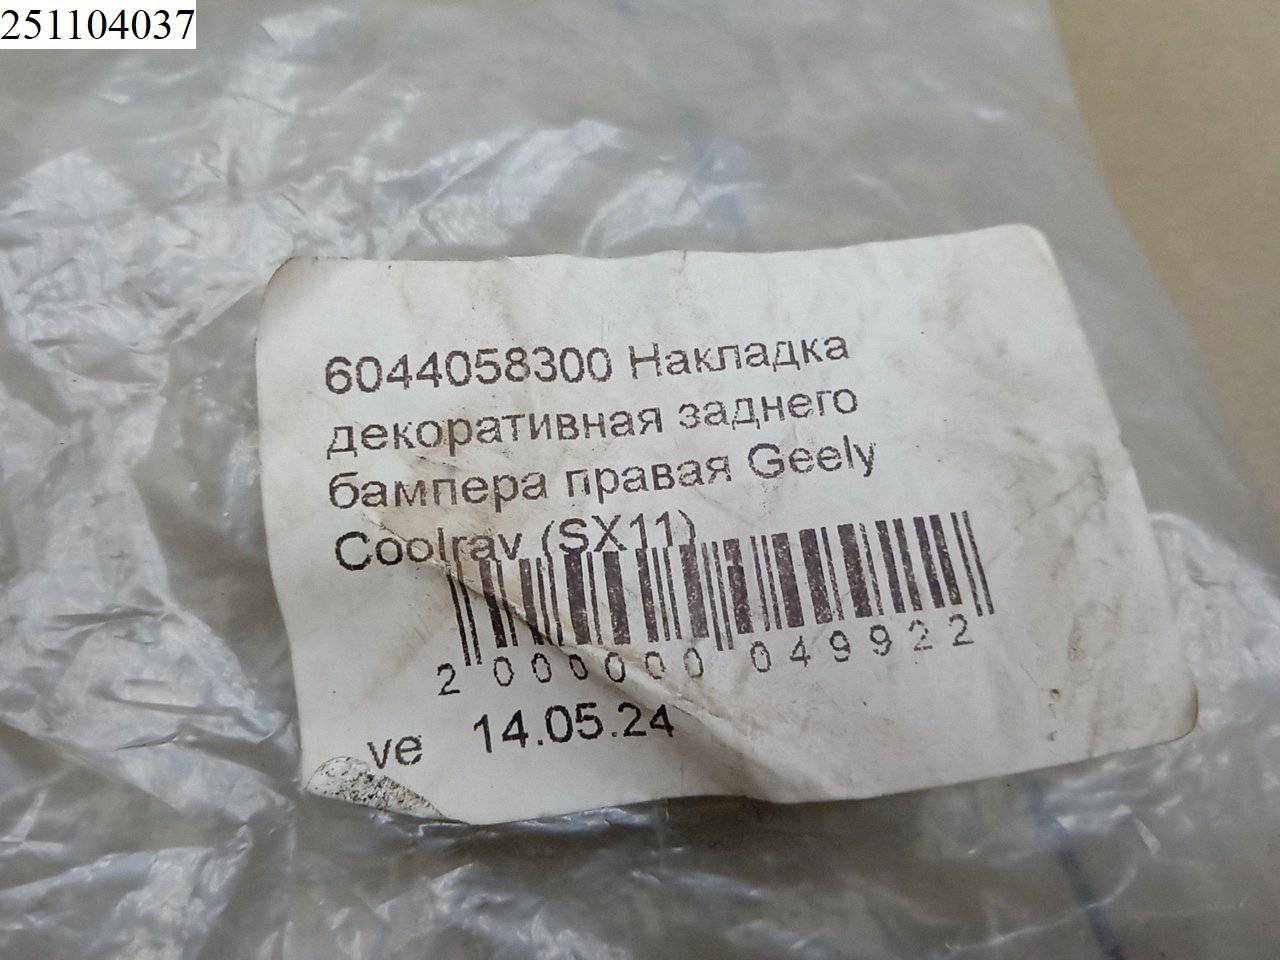 251104037
6044058300 Накладка
декоративная заднего
бампера правая Geely
Coolray (SX11)
2 000000 049922
ve 14.05.24